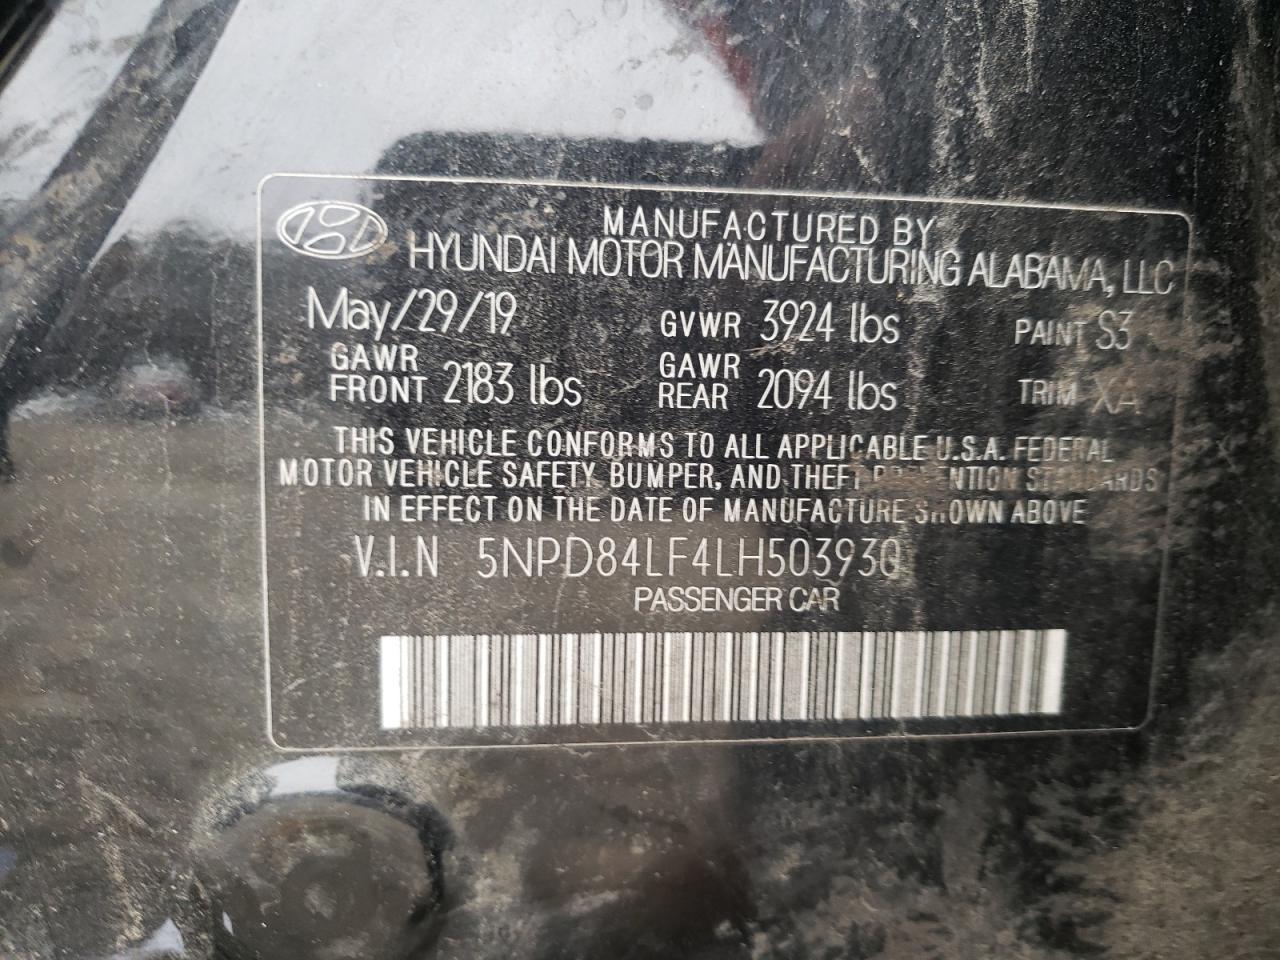 MANUFACTURED BY
HYUNDAI MOTOR MANUFACTURING ALABAMA, LLC
May/29/19 GVWR 3924 lbs PAINT S3
GAWR FRONT 2183 lbs GAWR REAR 2094 lbs TRIM XA
THIS VEHICLE CONFORMS TO ALL APPLICABLE U.S.A. FEDERAL
MOTOR VEHICLE SAFETY, BUMPER, AND THEFT PREVENTION STANDARDS
IN EFFECT ON THE DATE OF MANUFACTURE SHOWN ABOVE
V.I.N 5NPD84LF4LH503930
PASSENGER CAR